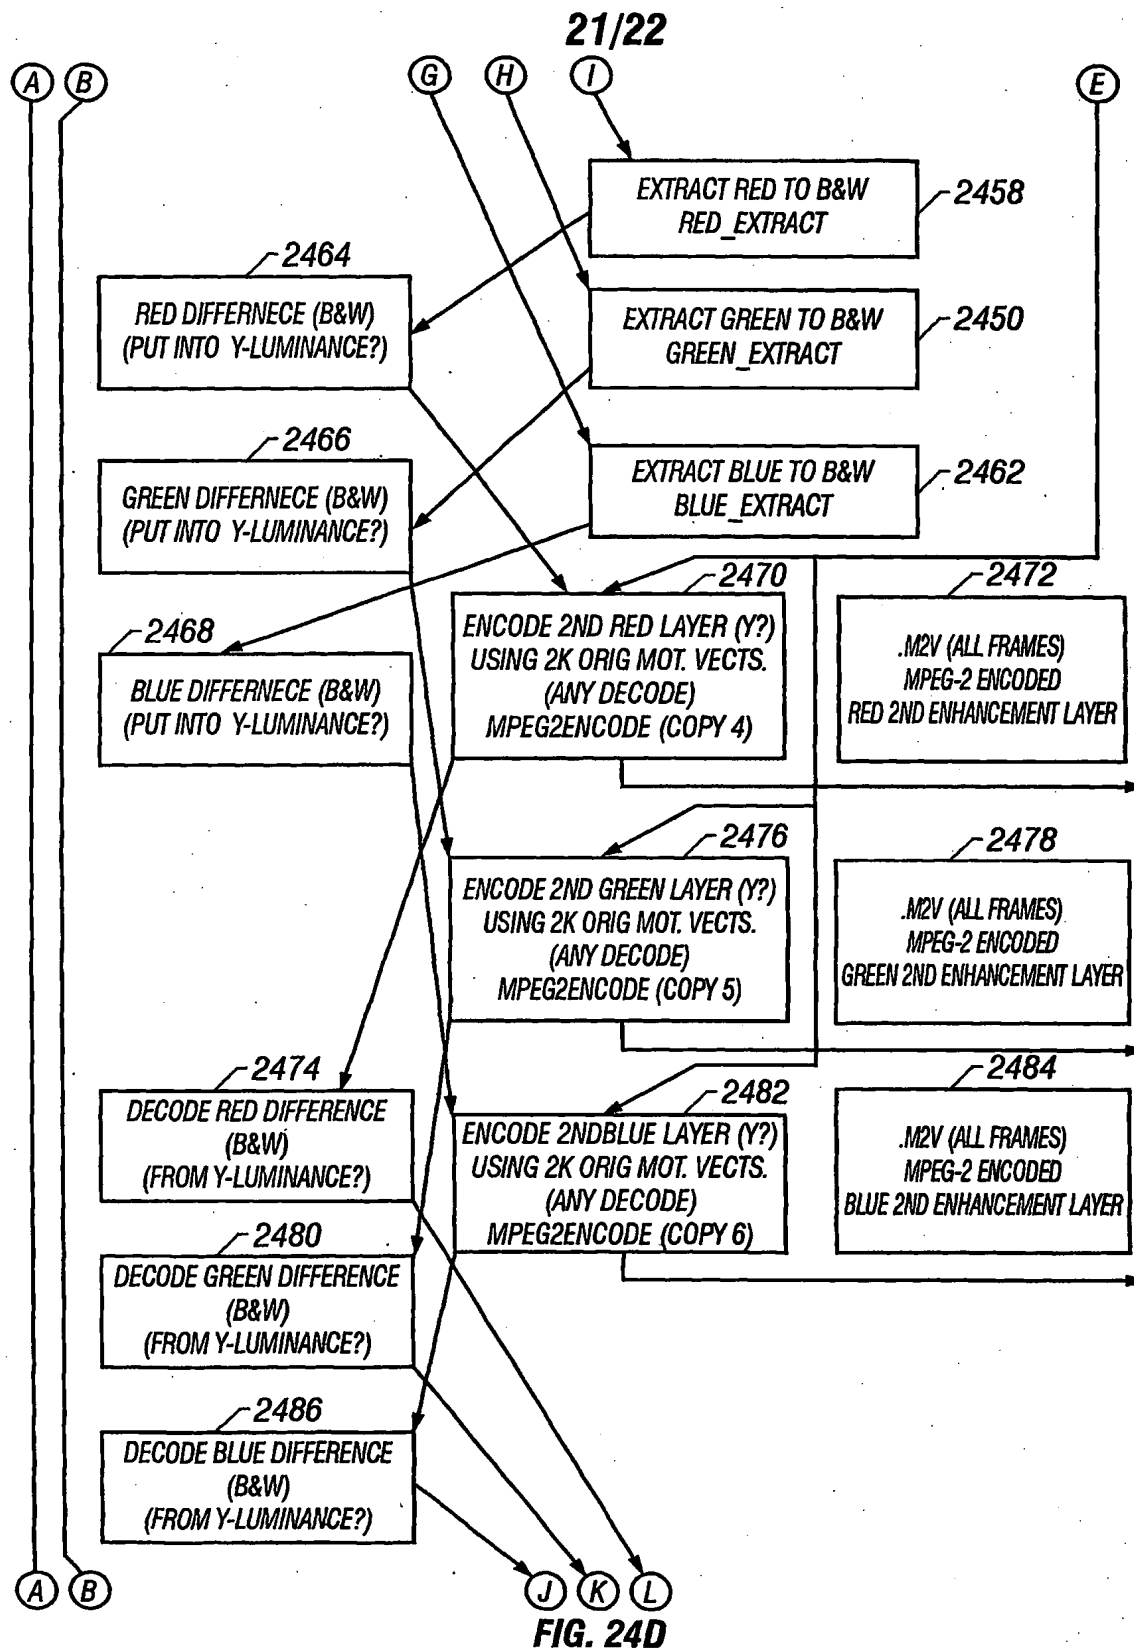 21/22
A B G H I E
EXTRACT RED TO B&W
RED_EXTRACT
2458
2464
RED DIFFERNECE (B&W)
(PUT INTO Y-LUMINANCE?)
EXTRACT GREEN TO B&W
GREEN_EXTRACT
2450
2466
GREEN DIFFERNECE (B&W)
(PUT INTO Y-LUMINANCE?)
EXTRACT BLUE TO B&W
BLUE_EXTRACT
2462
2468
BLUE DIFFERNECE (B&W)
(PUT INTO Y-LUMINANCE?)
2470
ENCODE 2ND RED LAYER (Y?)
USING 2K ORIG MOT. VECTS.
(ANY DECODE)
MPEG2ENCODE (COPY 4)
2472
.M2V (ALL FRAMES)
MPEG-2 ENCODED
RED 2ND ENHANCEMENT LAYER
2476
ENCODE 2ND GREEN LAYER (Y?)
USING 2K ORIG MOT. VECTS.
(ANY DECODE)
MPEG2ENCODE (COPY 5)
2478
.M2V (ALL FRAMES)
MPEG-2 ENCODED
GREEN 2ND ENHANCEMENT LAYER
2474
DECODE RED DIFFERENCE
(B&W)
(FROM Y-LUMINANCE?)
2482
ENCODE 2NDBLUE LAYER (Y?)
USING 2K ORIG MOT. VECTS.
(ANY DECODE)
MPEG2ENCODE (COPY 6)
2484
.M2V (ALL FRAMES)
MPEG-2 ENCODED
BLUE 2ND ENHANCEMENT LAYER
2480
DECODE GREEN DIFFERENCE
(B&W)
(FROM Y-LUMINANCE?)
2486
DECODE BLUE DIFFERENCE
(B&W)
(FROM Y-LUMINANCE?)
A B J K L
FIG. 24D